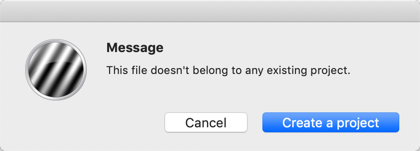 Message
This file doesn't belong to any existing project.
Cancel
Create a project